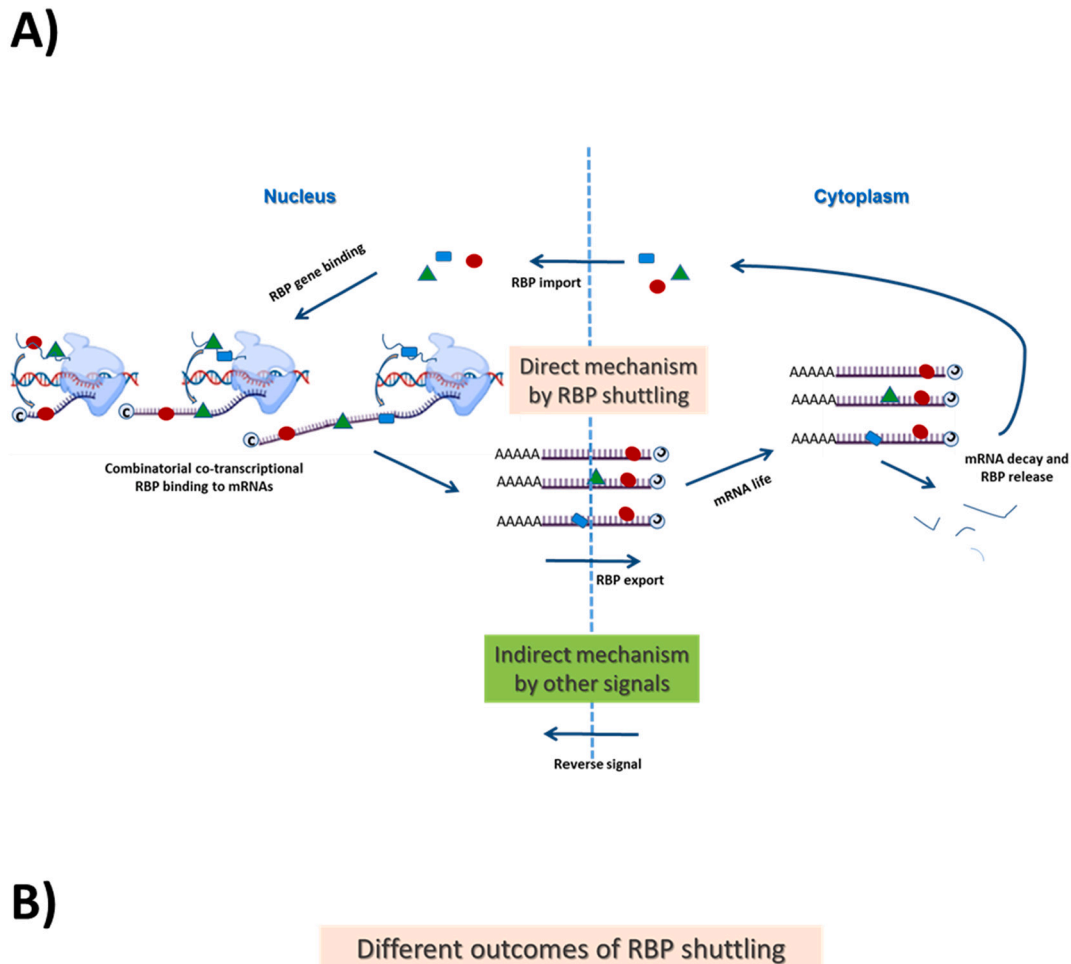 A)
Nucleus
Cytoplasm
RBP gene binding
RBP import
Direct mechanism
by RBP shuttling
C
C
C
Combinatorial co-transcriptional
RBP binding to mRNAs
AAAAA
C
AAAAA
C
AAAAA
C
RBP export
mRNA life
AAAAA
C
AAAAA
C
AAAAA
C
mRNA decay and
RBP release
Indirect mechanism
by other signals
Reverse signal
B)
Different outcomes of RBP shuttling